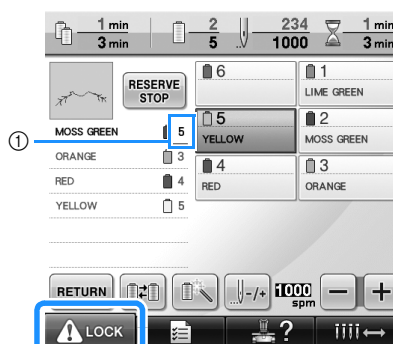 1 min 2 234 1 min
3 min 5 1000 3 min
6 1
RESERVE STOP
LIME GREEN
5 2
① MOSS GREEN 5
YELLOW MOSS GREEN
ORANGE 3
4 3
RED 4
RED ORANGE
YELLOW 5
RETURN -/+ 1000 spm - +
LOCK ?